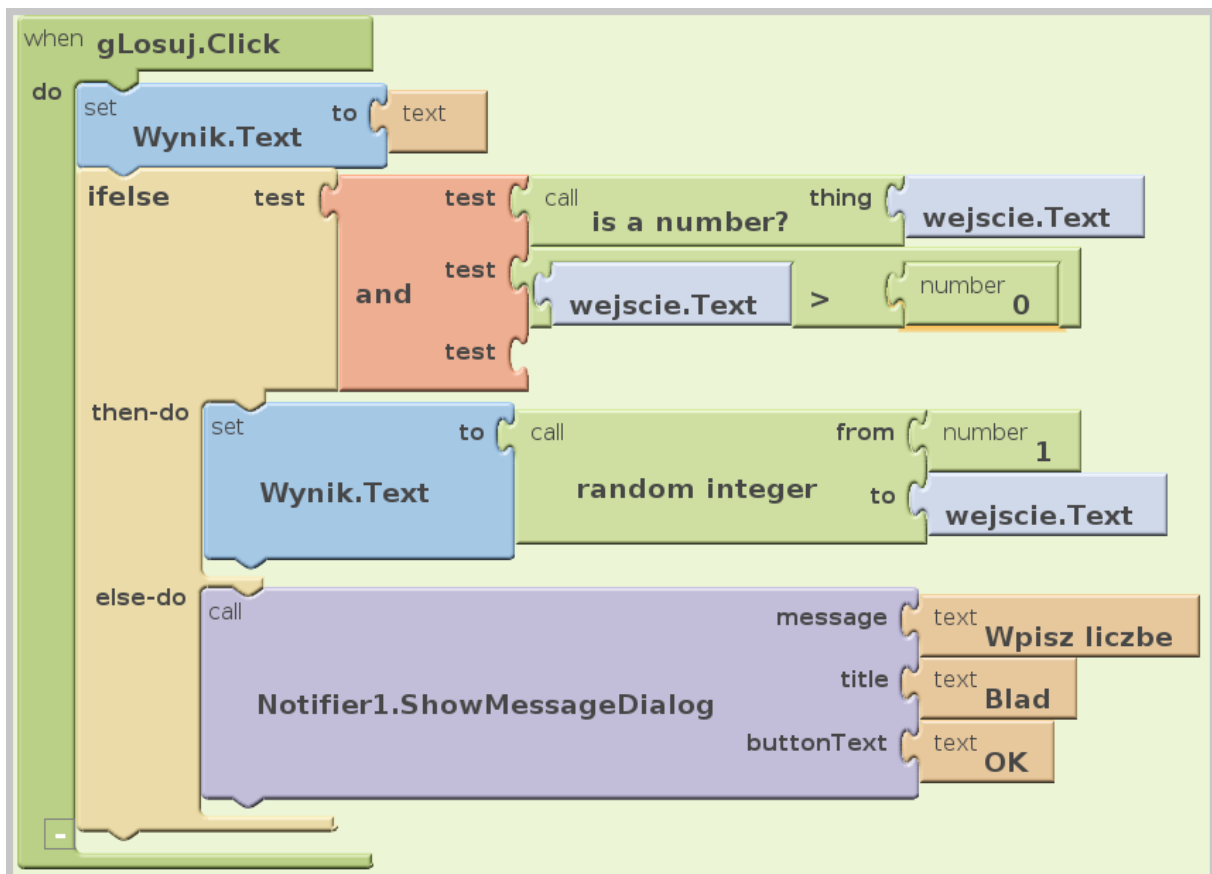 when gLosuj.Click
do
set Wynik.Text to text
ifelse test and test call is a number? thing wejscie.Text
test wejscie.Text > number 0
test
then-do set Wynik.Text to call random integer from number 1
to wejscie.Text
else-do call Notifier1.ShowMessageDialog message text Wpisz liczbe
title text Blad
buttonText text OK
-